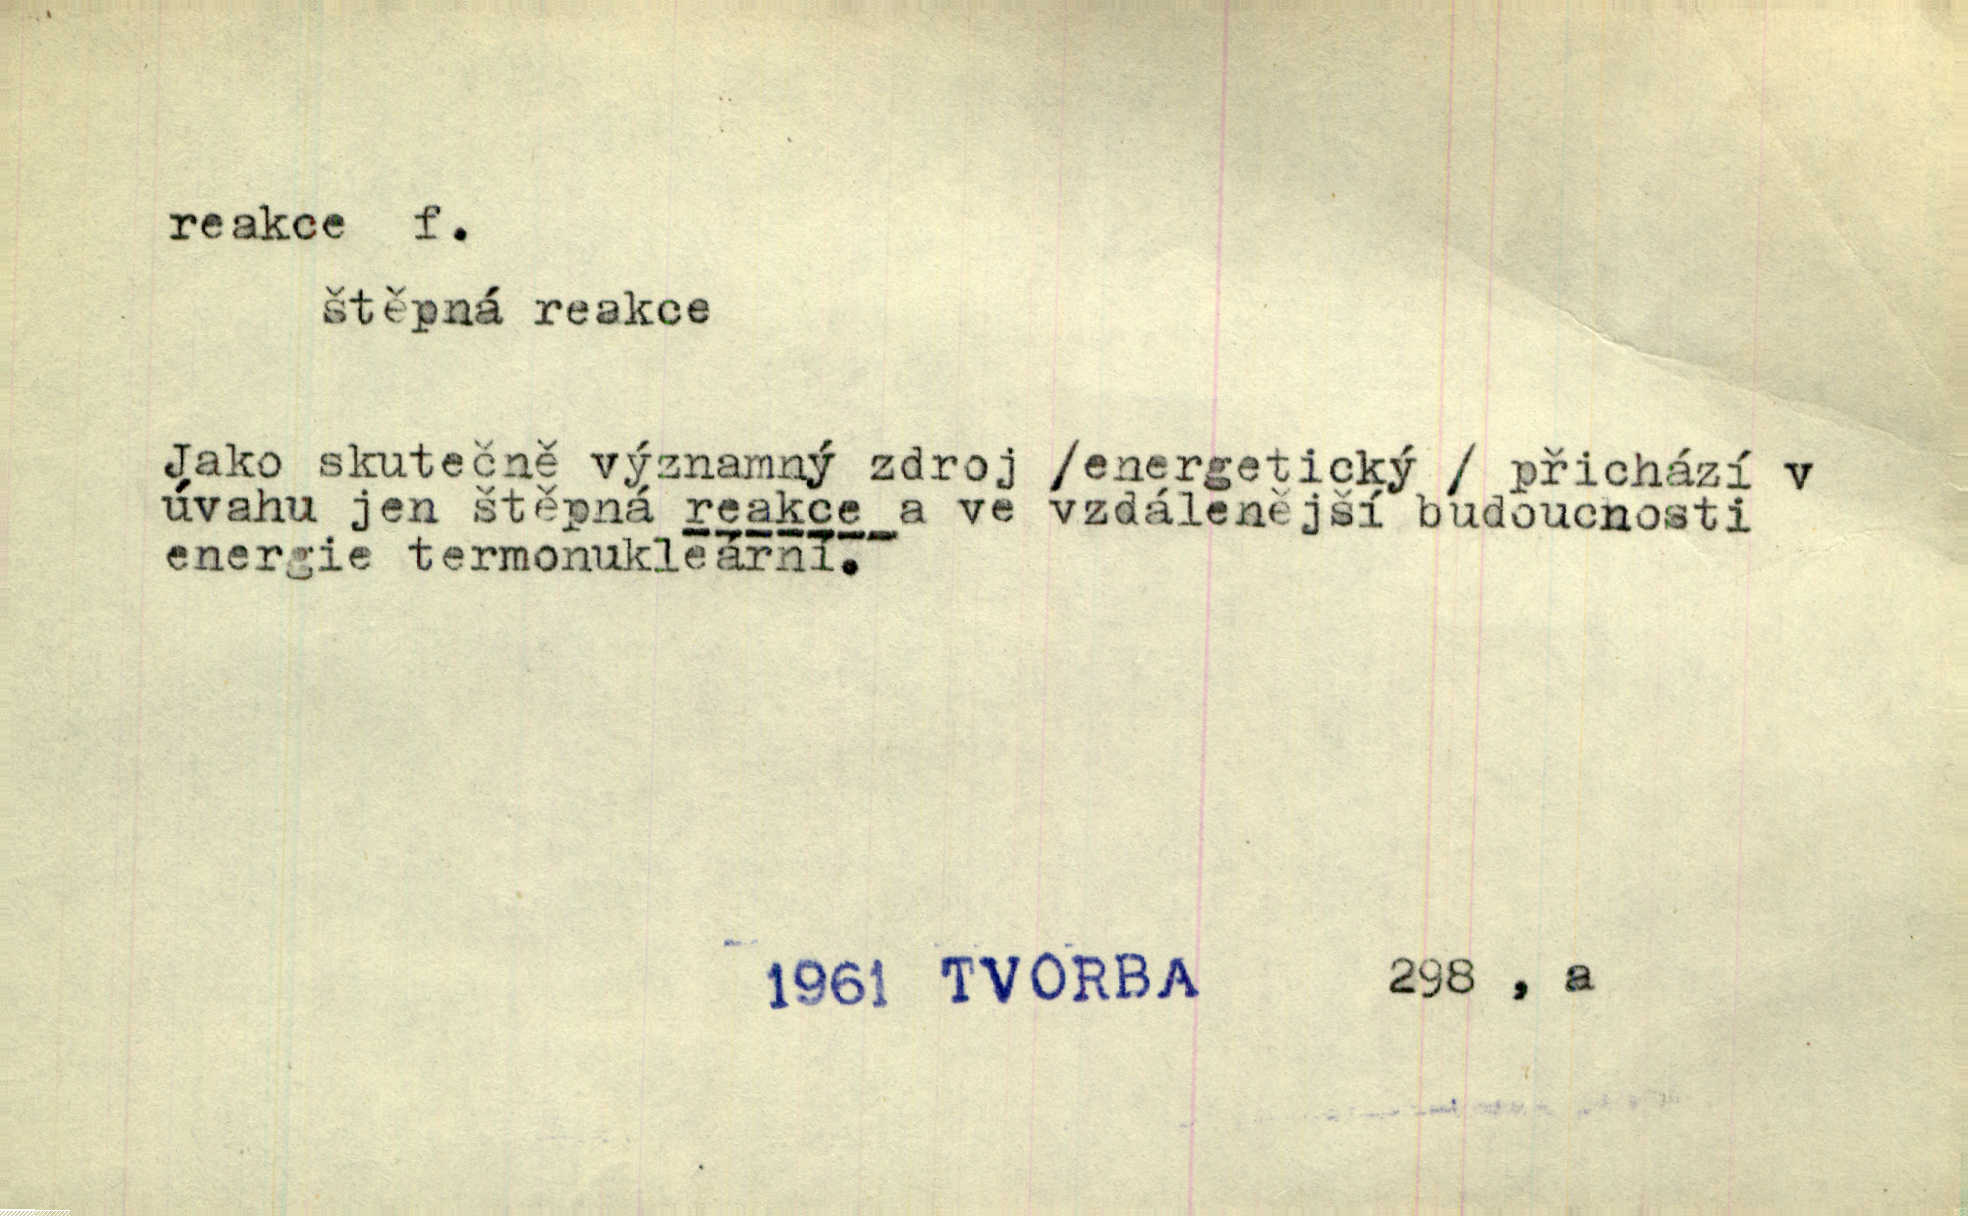 reakce f.
štěpná reakce
Jako skutečně významný zdroj /energetický / přichází v
úvahu jen štěpná reakce a ve vzdálenější budoucnosti
energie termonukleární.
1961 TVORBA 298 , a